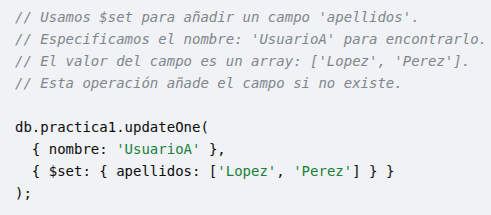 // Usamos $set para añadir un campo 'apellidos'.
// Especificamos el nombre: 'UsuarioA' para encontrarlo.
// El valor del campo es un array: ['Lopez', 'Perez'].
// Esta operación añade el campo si no existe.

db.practica1.updateOne(
  { nombre: 'UsuarioA' },
  { $set: { apellidos: ['Lopez', 'Perez'] } }
);